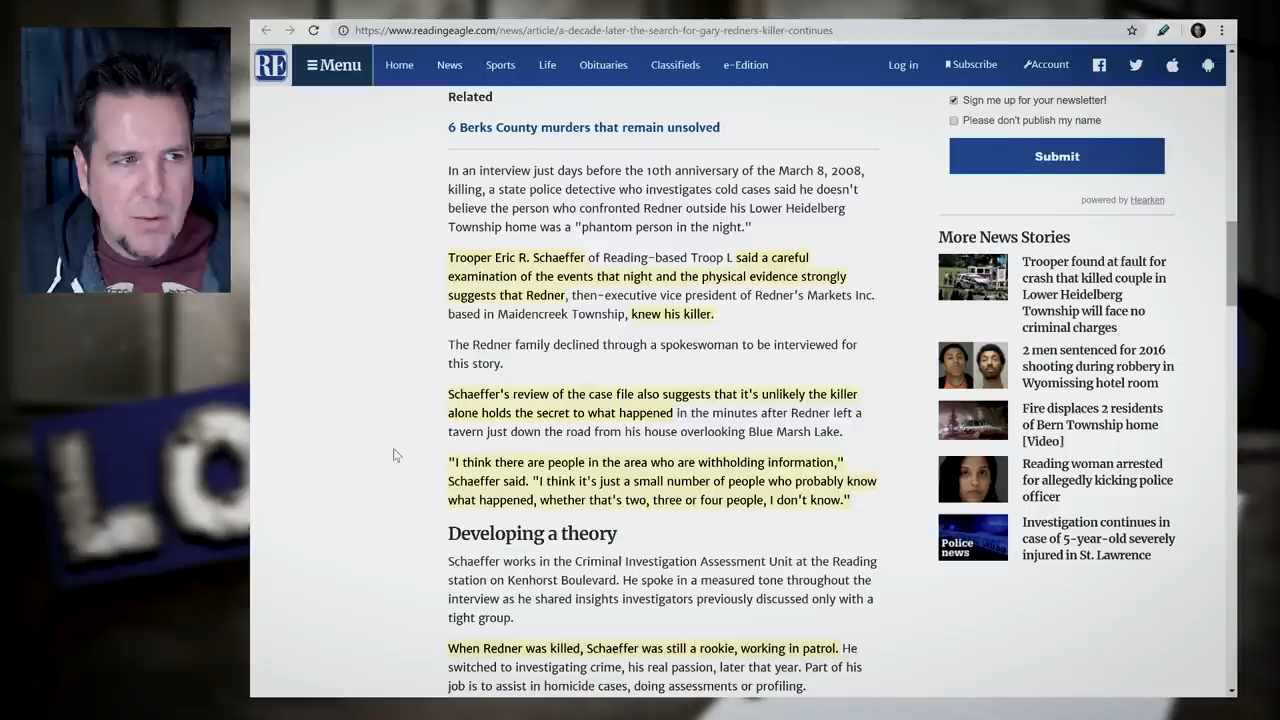 https://www.readingeagle.com/news/article/a-decade-later-the-search-for-gary-redners-killer-continues
RE
Menu
Home
News
Sports
Life
Obituaries
Classifieds
e-Edition
Log in
Subscribe
Account
Related
6 Berks County murders that remain unsolved
In an interview just days before the 10th anniversary of the March 8, 2008,
killing, a state police detective who investigates cold cases said he doesn't
believe the person who confronted Redner outside his Lower Heidelberg
Township home was a "phantom person in the night."
Trooper Eric R. Schaeffer of Reading-based Troop L said a careful
examination of the events that night and the physical evidence strongly
suggests that Redner, then-executive vice president of Redner's Markets Inc.
based in Maidencreek Township, knew his killer.
The Redner family declined through a spokeswoman to be interviewed for
this story.
Schaeffer's review of the case file also suggests that it's unlikely the killer
alone holds the secret to what happened in the minutes after Redner left a
tavern just down the road from his house overlooking Blue Marsh Lake.
"I think there are people in the area who are withholding information,"
Schaeffer said. "I think it's just a small number of people who probably know
what happened, whether that's two, three or four people, I don't know."
Developing a theory
Schaeffer works in the Criminal Investigation Assessment Unit at the Reading
station on Kenhorst Boulevard. He spoke in a measured tone throughout the
interview as he shared insights investigators previously discussed only with a
tight group.
When Redner was killed, Schaeffer was still a rookie, working in patrol. He
switched to investigating crime, his real passion, later that year. Part of his
job is to assist in homicide cases, doing assessments or profiling.
Sign me up for your newsletter!
Please don't publish my name
Submit
powered by Hearken
More News Stories
Trooper found at fault for
crash that killed couple in
Lower Heidelberg
Township will face no
criminal charges
2 men sentenced for 2016
shooting during robbery in
Wyomissing hotel room
Fire displaces 2 residents
of Bern Township home
[Video]
Reading woman arrested
for allegedly kicking police
officer
Police
news
Investigation continues in
case of 5-year-old severely
injured in St. Lawrence
LO